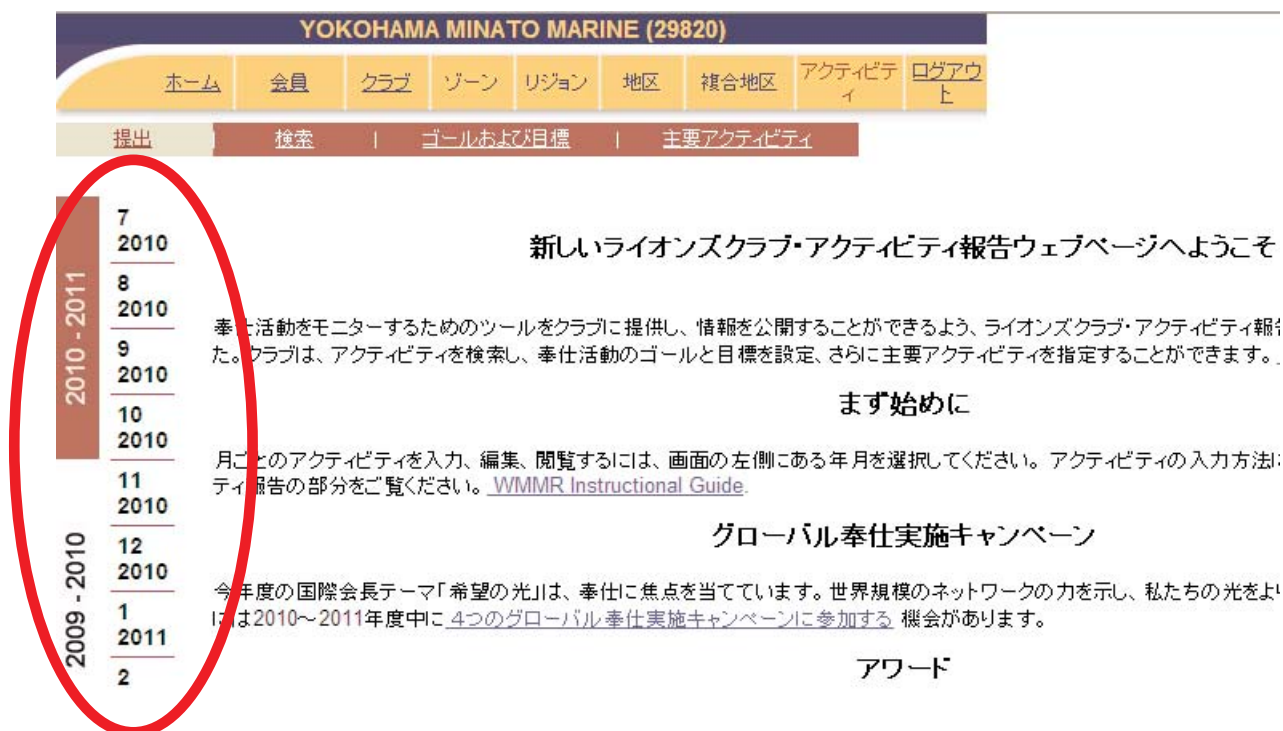 YOKOHAMA MINATO MARINE (29820)
ホーム 会員 クラブ ゾーン リジョン 地区 複合地区 アクティビテ ログアウ
ィ ト
提出 | 検索 | ゴールおよび目標 | 主要アクティビティ
2010 - 2011
2009 - 2010
7
2010
8
2010
9
2010
10
2010
11
2010
12
2010
1
2011
2
新しいライオンズクラブ・アクティビティ報告ウェブページへようこそ
奉仕活動をモニターするためのツールをクラブに提供し、情報を公開することができるよう、ライオンズクラブ・アクティビティ報告
た。クラブは、アクティビティを検索し、奉仕活動のゴールと目標を設定、さらに主要アクティビティを指定することができます。
まず始めに
月ごとのアクティビティを入力、編集、閲覧するには、画面の左側にある年月を選択してください。アクティビティの入力方法に
ティ報告の部分をご覧ください。 WMMR Instructional Guide.
グローバル奉仕実施キャンペーン
今年度の国際会長テーマ「希望の光」は、奉仕に焦点を当てています。世界規模のネットワークの力を示し、私たちの光をより
には2010～2011年度中に 4つのグローバル奉仕実施キャンペーンに参加する 機会があります。
アワード